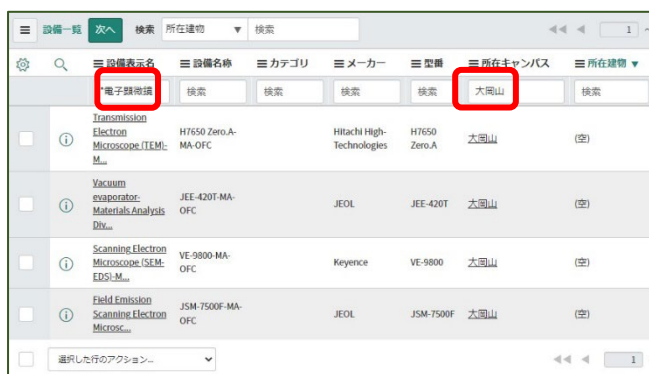 設備一覧 次へ 検索 所在建物 ▼ 検索 1
設備表示名 設備名称 カテゴリ メーカー 型番 所在キャンパス 所在建物 ▼
*電子顕微鏡 検索 検索 検索 検索 大岡山 検索
Transmission
Electron H7650 Zero.A- Hitachi High- H7650
Microscope (TEM)- MA-OFC Technologies Zero.A 大岡山 (空)
M...
Vacuum
evaporator- JEE-420T-MA-
Materials Analysis OFC JEOL JEE-420T 大岡山 (空)
Div...
Scanning Electron
Microscope (SEM- VE-9800-MA- Keyence VE-9800 大岡山 (空)
EDS)-M... OFC
Field Emission
Scanning Electron JSM-7500F-MA- JEOL JSM-7500F 大岡山 (空)
Microsc... OFC
選択した行のアクション... 1